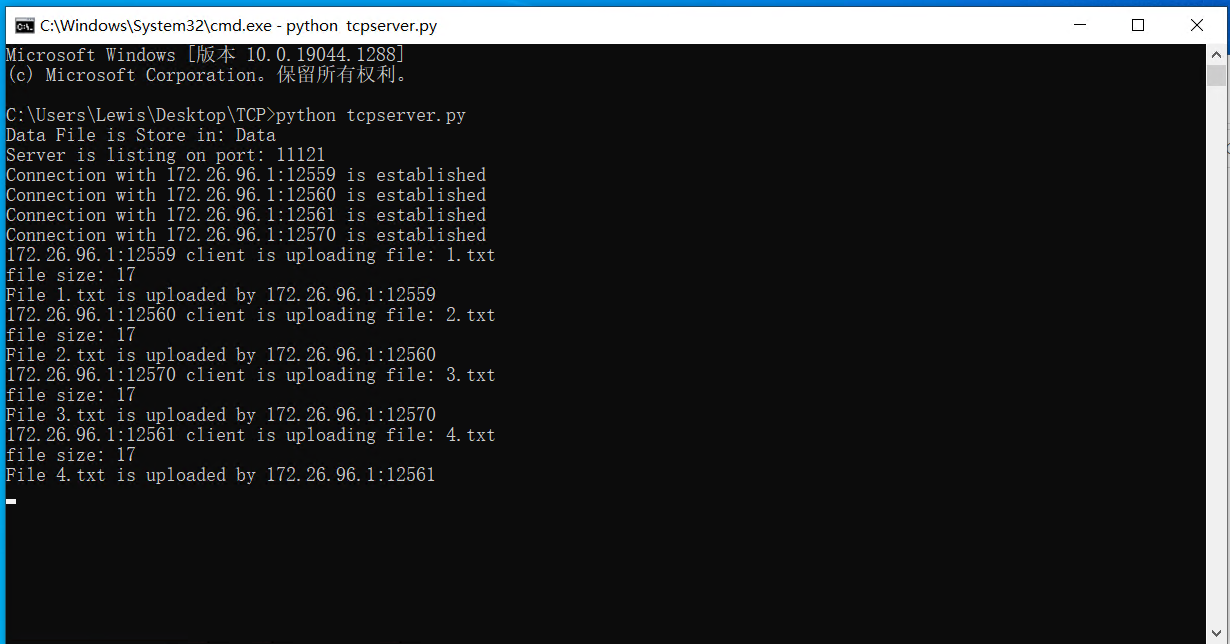 C:\Windows\System32\cmd.exe - python  tcpserver.py
Microsoft Windows [版本 10.0.19044.1288]
(c) Microsoft Corporation。保留所有权利。
C:\Users\Lewis\Desktop\TCP>python tcpserver.py
Data File is Store in: Data
Server is listing on port: 11121
Connection with 172.26.96.1:12559 is established
Connection with 172.26.96.1:12560 is established
Connection with 172.26.96.1:12561 is established
Connection with 172.26.96.1:12570 is established
172.26.96.1:12559 client is uploading file: 1.txt
file size: 17
File 1.txt is uploaded by 172.26.96.1:12559
172.26.96.1:12560 client is uploading file: 2.txt
file size: 17
File 2.txt is uploaded by 172.26.96.1:12560
172.26.96.1:12570 client is uploading file: 3.txt
file size: 17
File 3.txt is uploaded by 172.26.96.1:12570
172.26.96.1:12561 client is uploading file: 4.txt
file size: 17
File 4.txt is uploaded by 172.26.96.1:12561